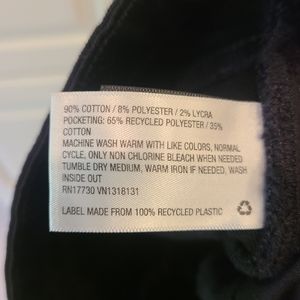 90% COTTON / 8% POLYESTER / 2% LYCRA
POCKETING: 65% RECYCLED POLYESTER / 35%
COTTON
MACHINE WASH WARM WITH LIKE COLORS, NORMAL
CYCLE, ONLY NON CHLORINE BLEACH WHEN NEEDED
TUMBLE DRY MEDIUM, WARM IRON IF NEEDED, WASH
INSIDE OUT
RN17730 VN1318131
LABEL MADE FROM 100% RECYCLED PLASTIC